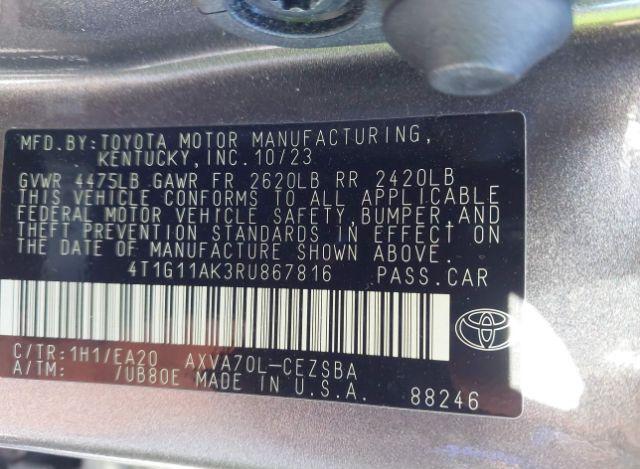 MFD.BY:TOYOTA MOTOR MANUFACTURING,
KENTUCKY,INC.10/23
GVWR 4475LB GAWR FR 2620LB RR 2420LB
THIS VEHICLE CONFORMS TO ALL APPLICABLE
FEDERAL MOTOR VEHICLE SAFETY,BUMPER,AND
THEFT PREVENTION STANDARDS IN EFFECT ON
THE DATE OF MANUFACTURE SHOWN ABOVE.
4T1G11AK3RU867816 PASS.CAR
C/TR:1H1/EA20 AXVA70L-CEZSBA
A/TM: /UB80E MADE IN U.S.A.
88246